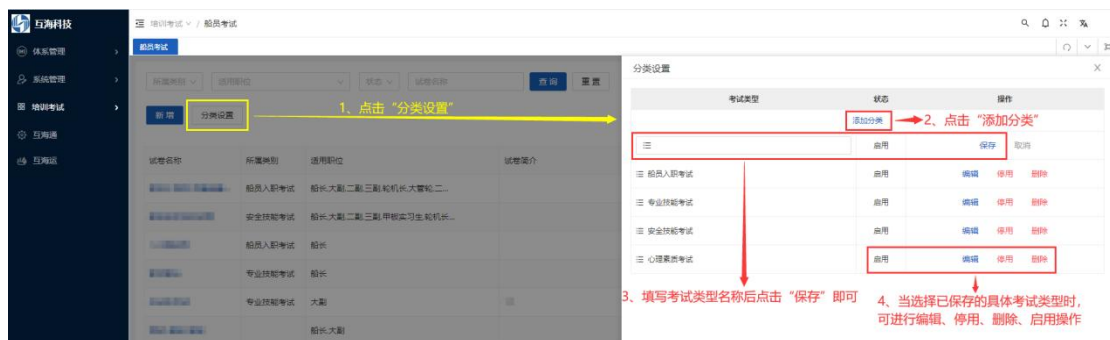 互海科技
培训考试 / 船员考试
体系管理
系统管理
培训考试
互海通
互海运
船员考试
所属类别
适用职位
状态
试卷名称
查询
重置
新增
分类设置
1、点击“分类设置”
试卷名称 所属类别 适用职位 试卷简介
船员入职考试 船长,大副,二副,三副,轮机长,大管轮,二...
安全技能考试 船长,大副,二副,三副,甲板实习生,轮机长...
船员入职考试 船长
专业技能考试 船长
专业技能考试 大副
船长,大副
分类设置
考试类型 状态 操作
添加分类
2、点击“添加分类”
启用 保存 取消
船员入职考试 启用 编辑 停用 删除
专业技能考试 启用 编辑 停用 删除
安全技能考试 启用 编辑 停用 删除
心理素质考试 启用 编辑 停用 删除
3、填写考试类型名称后点击“保存”即可
4、当选择已保存的具体考试类型时，
可进行编辑、停用、删除、启用操作